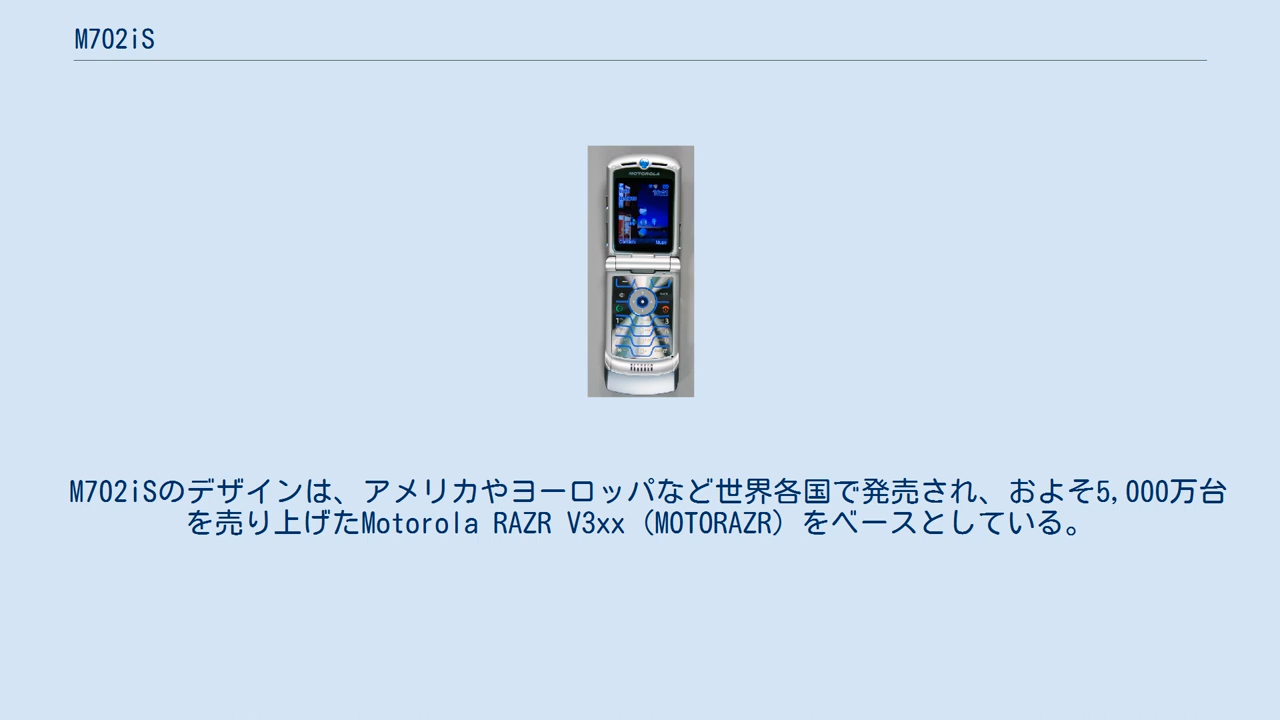 M702iS
MOTOROLA
M702iSのデザインは、アメリカやヨーロッパなど世界各国で発売され、およそ5,000万台
を売り上げたMotorola RAZR V3xx (MOTORAZR) をベースとしている。